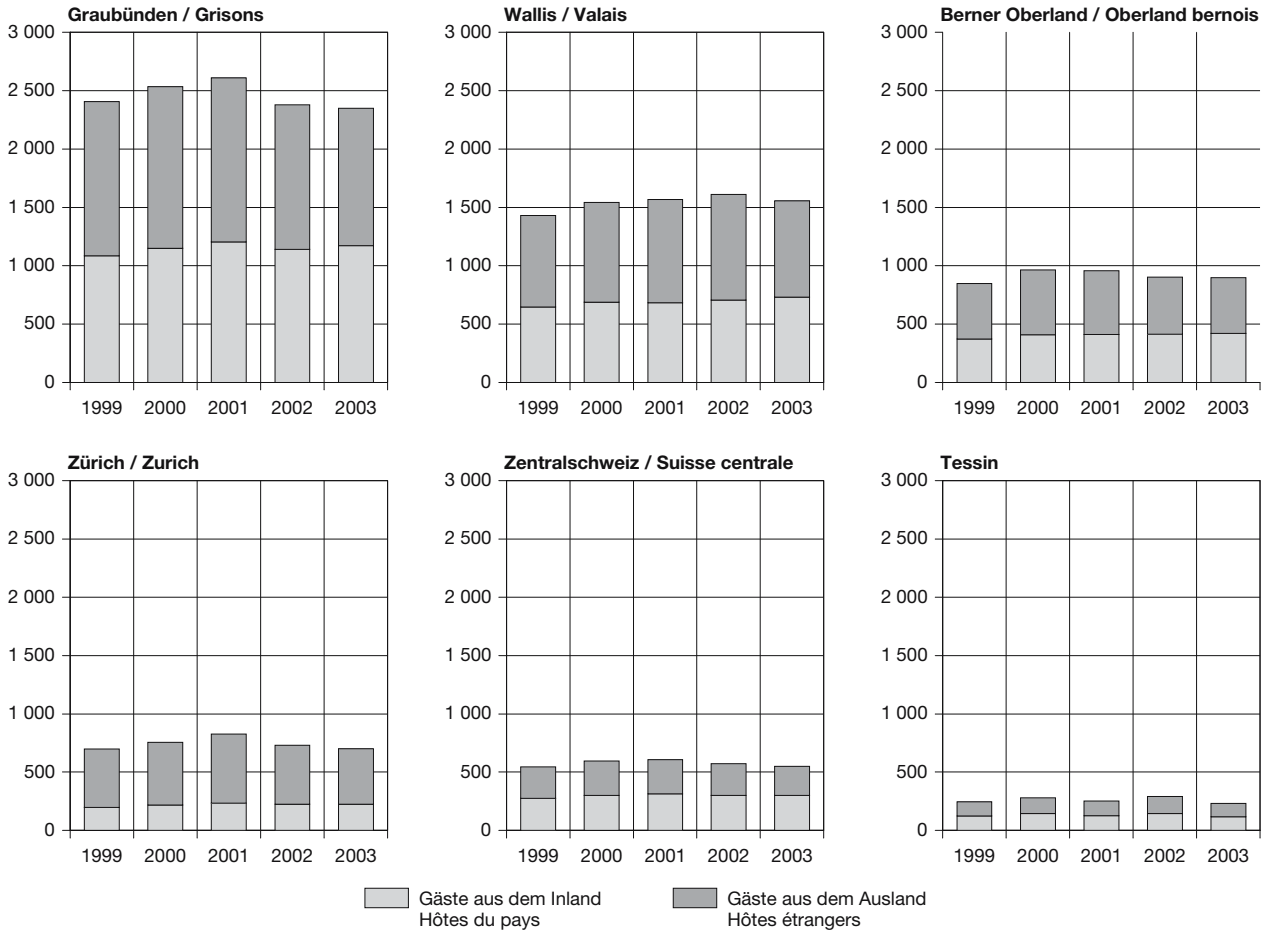 Graubünden / Grisons
3 000
2 500
2 000
1 500
1 000
500
0
1999 2000 2001 2002 2003
Wallis / Valais
3 000
2 500
2 000
1 500
1 000
500
0
1999 2000 2001 2002 2003
Berner Oberland / Oberland bernois
3 000
2 500
2 000
1 500
1 000
500
0
1999 2000 2001 2002 2003
Zürich / Zurich
3 000
2 500
2 000
1 500
1 000
500
0
1999 2000 2001 2002 2003
Zentralschweiz / Suisse centrale
3 000
2 500
2 000
1 500
1 000
500
0
1999 2000 2001 2002 2003
Tessin
3 000
2 500
2 000
1 500
1 000
500
0
1999 2000 2001 2002 2003
Gäste aus dem Inland
Hôtes du pays
Gäste aus dem Ausland
Hôtes étrangers